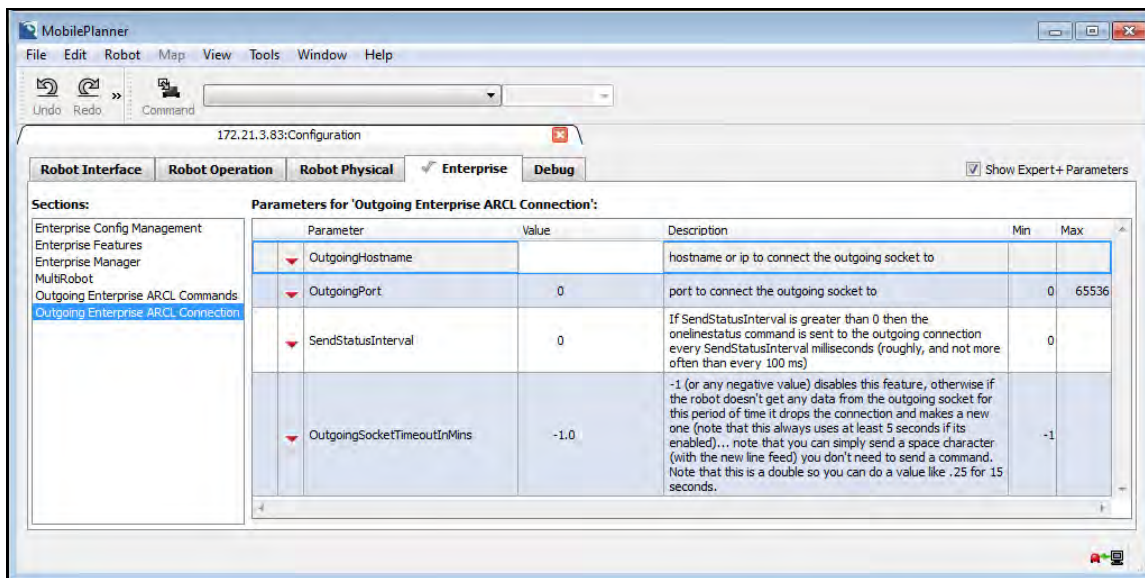 MobilePlanner
File Edit Robot Map View Tools Window Help
Undo Redo » Command
172.21.3.83:Configuration
Robot Interface Robot Operation Robot Physical Enterprise Debug Show Expert+ Parameters
Sections: Parameters for 'Outgoing Enterprise ARCL Connection':
Enterprise Config Management
Enterprise Features
Enterprise Manager
MultiRobot
Outgoing Enterprise ARCL Commands
Outgoing Enterprise ARCL Connection
Parameter Value Description Min Max
OutgoingHostname hostname or ip to connect the outgoing socket to
OutgoingPort 0 port to connect the outgoing socket to 0 65536
SendStatusInterval 0 If SendStatusInterval is greater than 0 then the
onelinestatus command is sent to the outgoing connection
every SendStatusInterval milliseconds (roughly, and not more
often than every 100 ms) 0
OutgoingSocketTimeoutInMins -1.0 -1 (or any negative value) disables this feature, otherwise if
the robot doesn't get any data from the outgoing socket for
this period of time it drops the connection and makes a new
one (note that this always uses at least 5 seconds if its
enabled)... note that you can simply send a space character
(with the new line feed) you don't need to send a command.
Note that this is a double so you can do a value like .25 for 15
seconds. -1